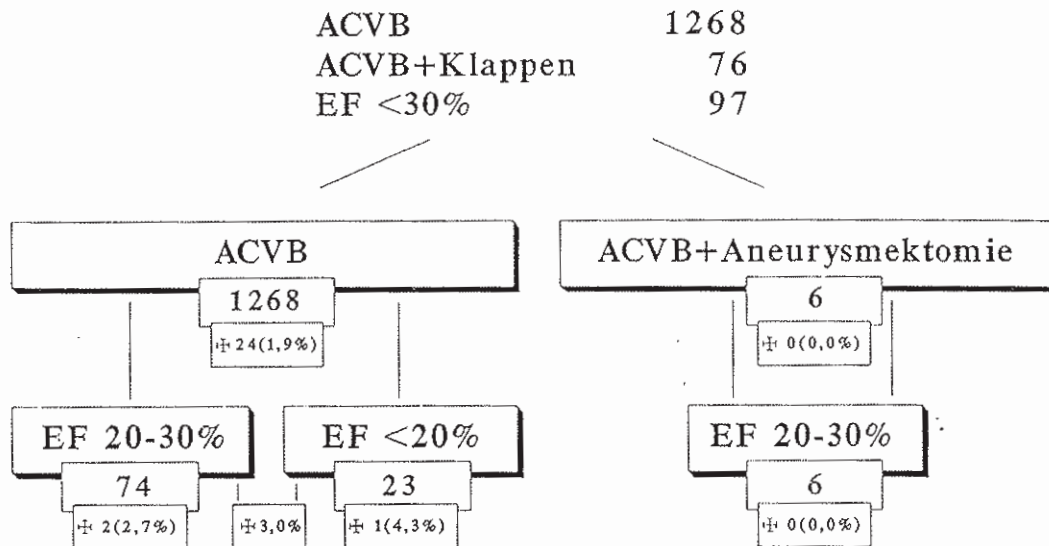 ACVB 1268
ACVB+Klappen 76
EF <30% 97
ACVB ACVB+Aneurysmektomie
1268 6
✠ 24(1,9%) ✠ 0(0,0%)
EF 20-30% EF <20% EF 20-30%
74 23 6
✠ 2(2,7%) ✠3,0% ✠ 1(4,3%) ✠ 0(0,0%)